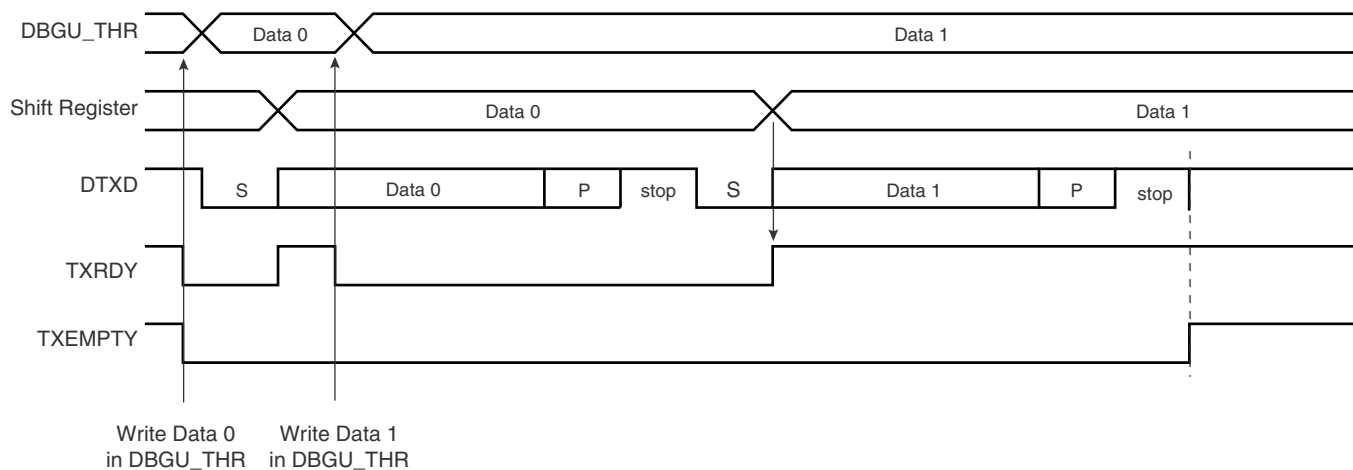 DBGU_THR
Data 0
Data 1
Shift Register
Data 0
Data 1
DTXD
S
Data 0
P
stop
S
Data 1
P
stop
TXRDY
TXEMPTY
Write Data 0
in DBGU_THR
Write Data 1
in DBGU_THR